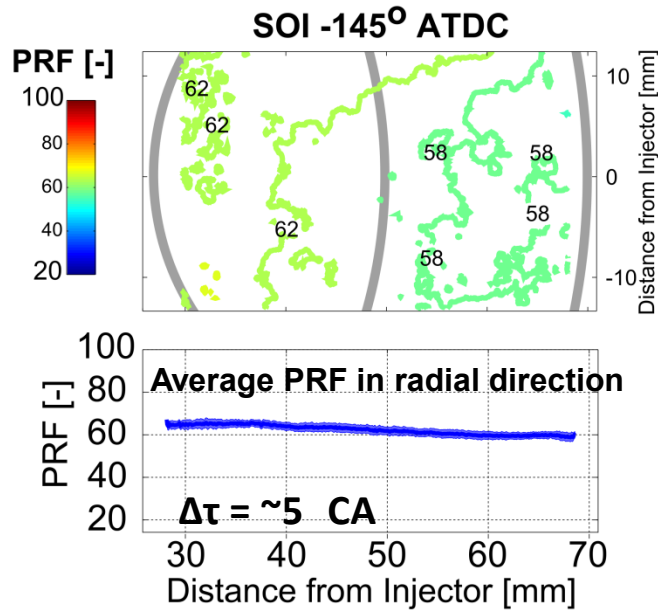 SOI -145º ATDC
PRF [-]
100
80
60
40
20
62
62
62
58
58
58
58
10
0
-10
Distance from
Injector [mm]
100
80
60
40
20
PRF [-]
Average PRF in radial direction
Δτ = ~5 CA
30 40 50 60 70
Distance from Injector [mm]